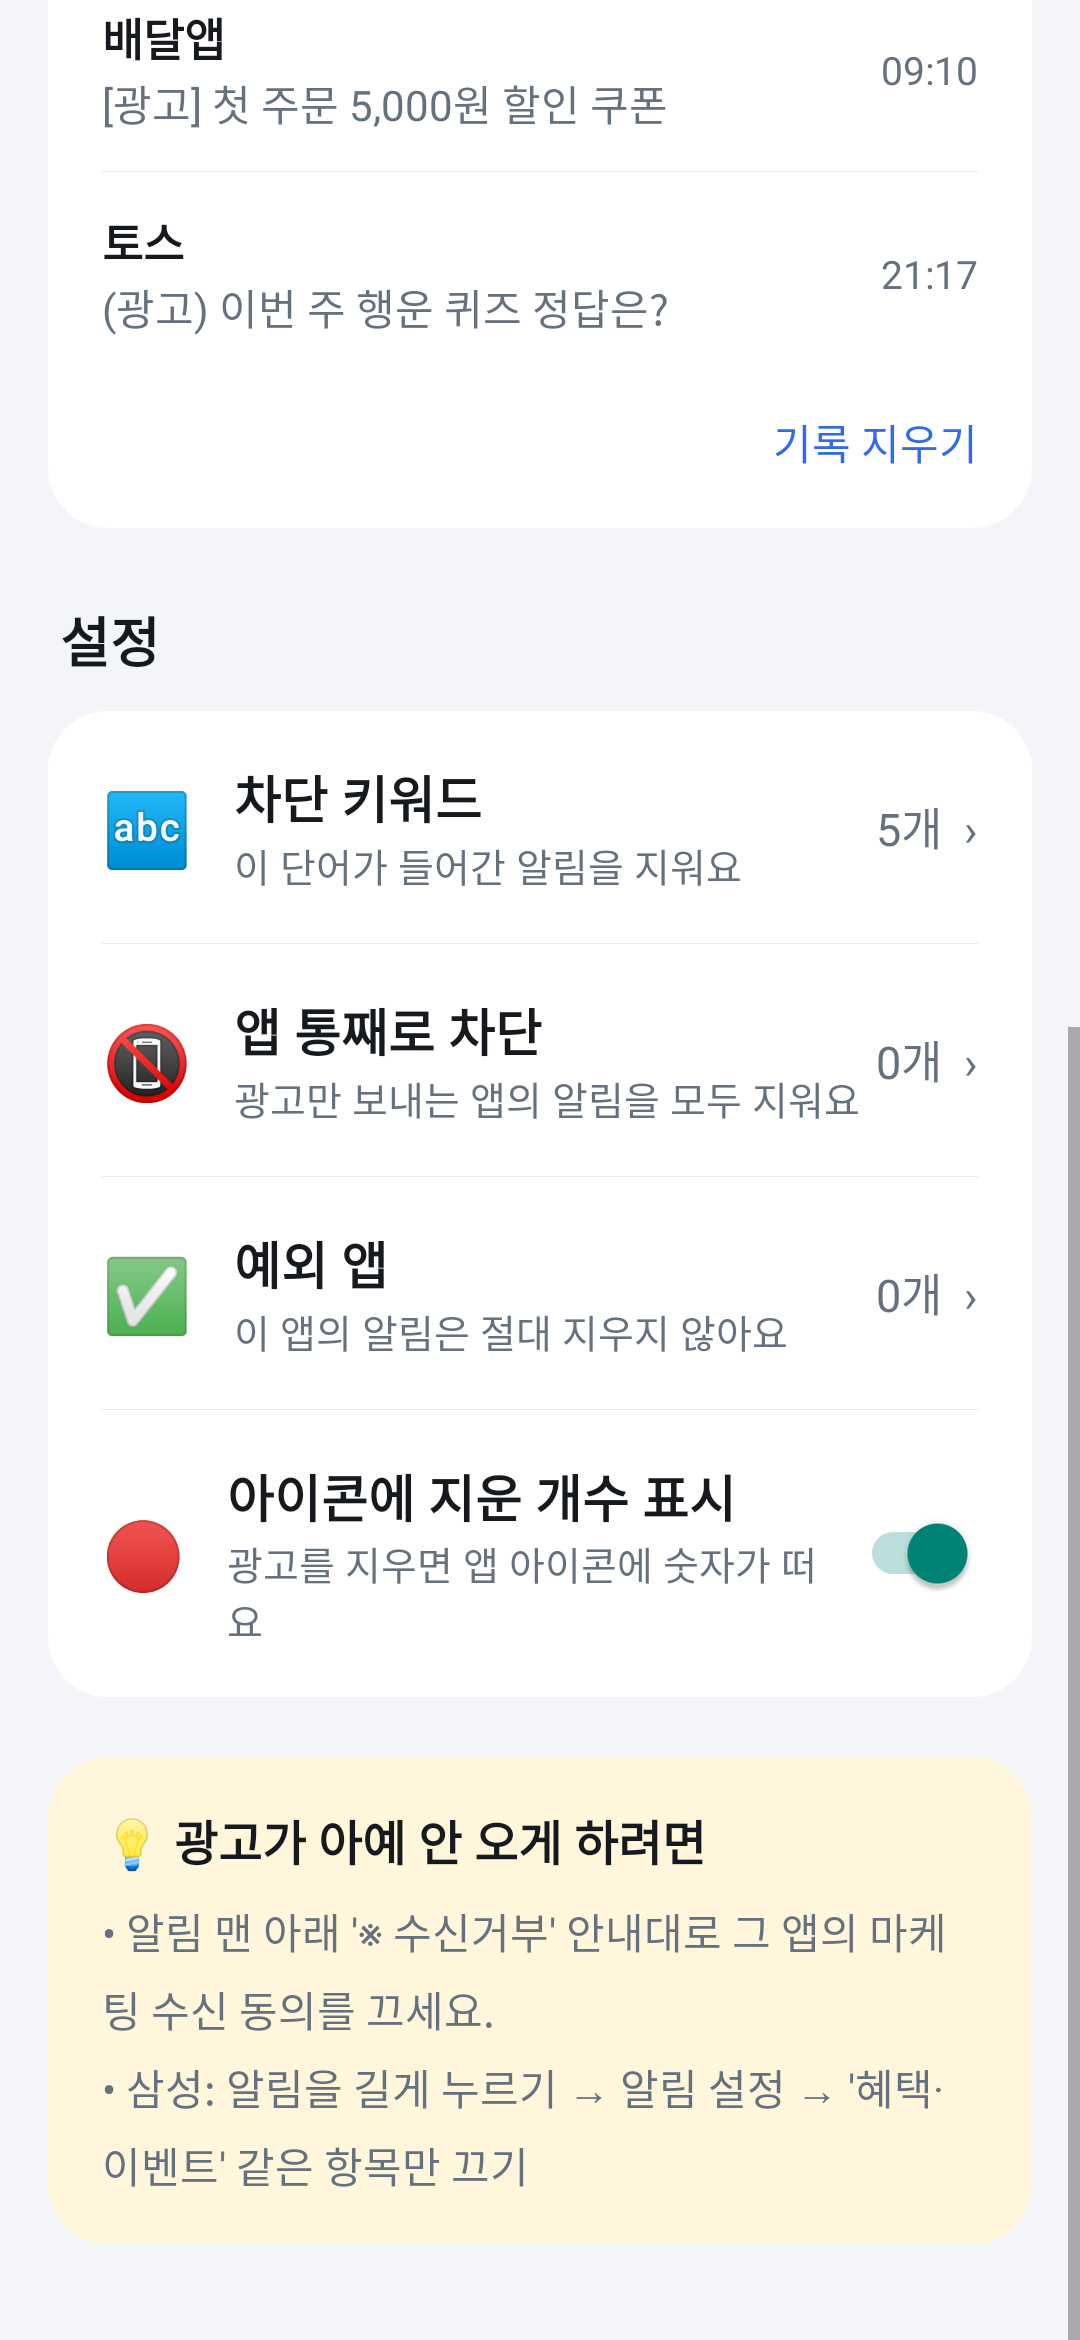 배달앱
09:10
[광고] 첫 주문 5,000원 할인 쿠폰
토스
21:17
(광고) 이번 주 행운 퀴즈 정답은?
기록 지우기
설정
abc
차단 키워드
이 단어가 들어간 알림을 지워요
5개 ›
앱 통째로 차단
광고만 보내는 앱의 알림을 모두 지워요
0개 ›
예외 앱
이 앱의 알림은 절대 지우지 않아요
0개 ›
아이콘에 지운 개수 표시
광고를 지우면 앱 아이콘에 숫자가 떠
요
💡 광고가 아예 안 오게 하려면
• 알림 맨 아래 '※ 수신거부' 안내대로 그 앱의 마케
팅 수신 동의를 끄세요.
• 삼성: 알림을 길게 누르기 → 알림 설정 → '혜택·
이벤트' 같은 항목만 끄기